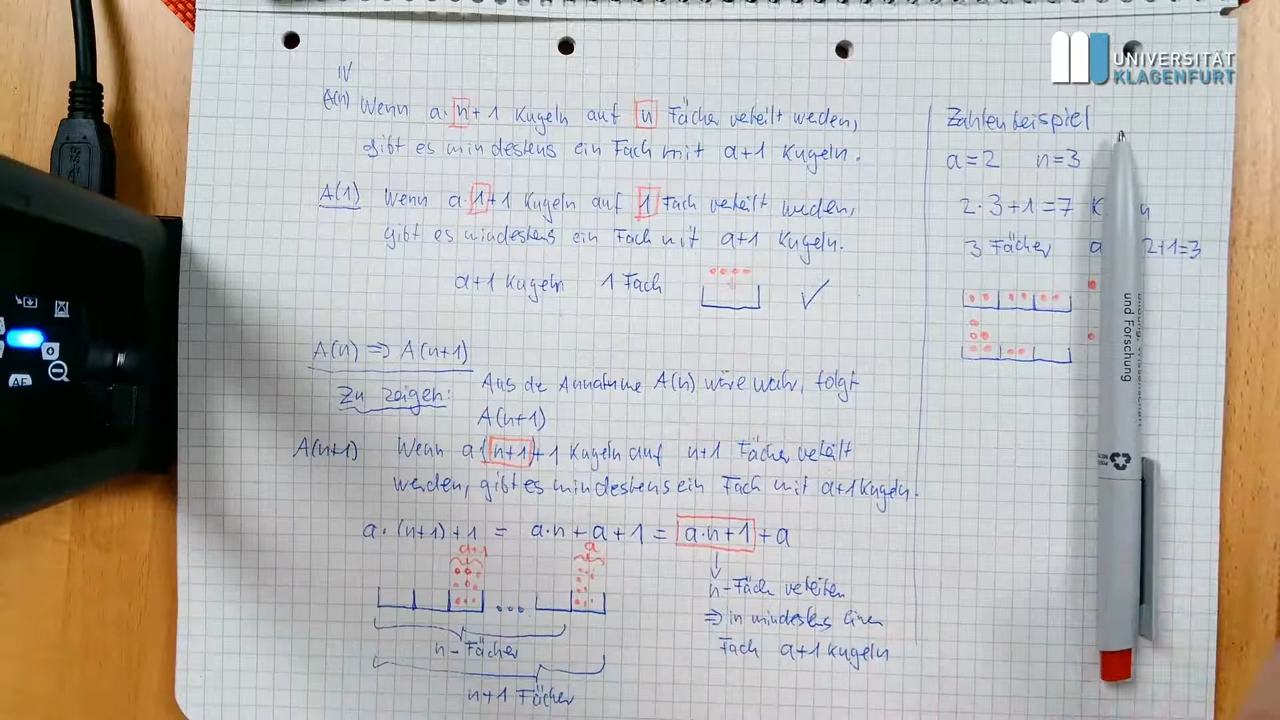 IV
A(n) Wenn a·n+1 Kugeln auf n Fächer verteilt werden,
gibt es mindestens ein Fach mit a+1 Kugeln.
A(1) Wenn a·1+1 Kugeln auf 1 Fach verteilt werden,
gibt es mindestens ein Fach mit a+1 Kugeln.
a+1 Kugeln 1 Fach ✓
A(n) ⇒ A(n+1)
Zu zeigen: Aus der Annahme A(n) wäre wahr, folgt
A(n+1)
A(n+1) Wenn a(n+1)+1 Kugeln auf n+1 Fächer verteilt
werden, gibt es mindestens ein Fach mit a+1 Kugeln.
a·(n+1)+1 = a·n+a+1 = a·n+1 +a
a+1 a
...
n-Fächer
n+1 Fächer
↓
n-Fäch verteilen
⇒ in mindestens einen
Fach a+1 Kugeln
Zahlenbeispiel
a=2 n=3
2·3+1=7 K n
3 Fächer a 2+1=3
UNIVERSITÄT
KLAGENFURT
und Forschung
AF